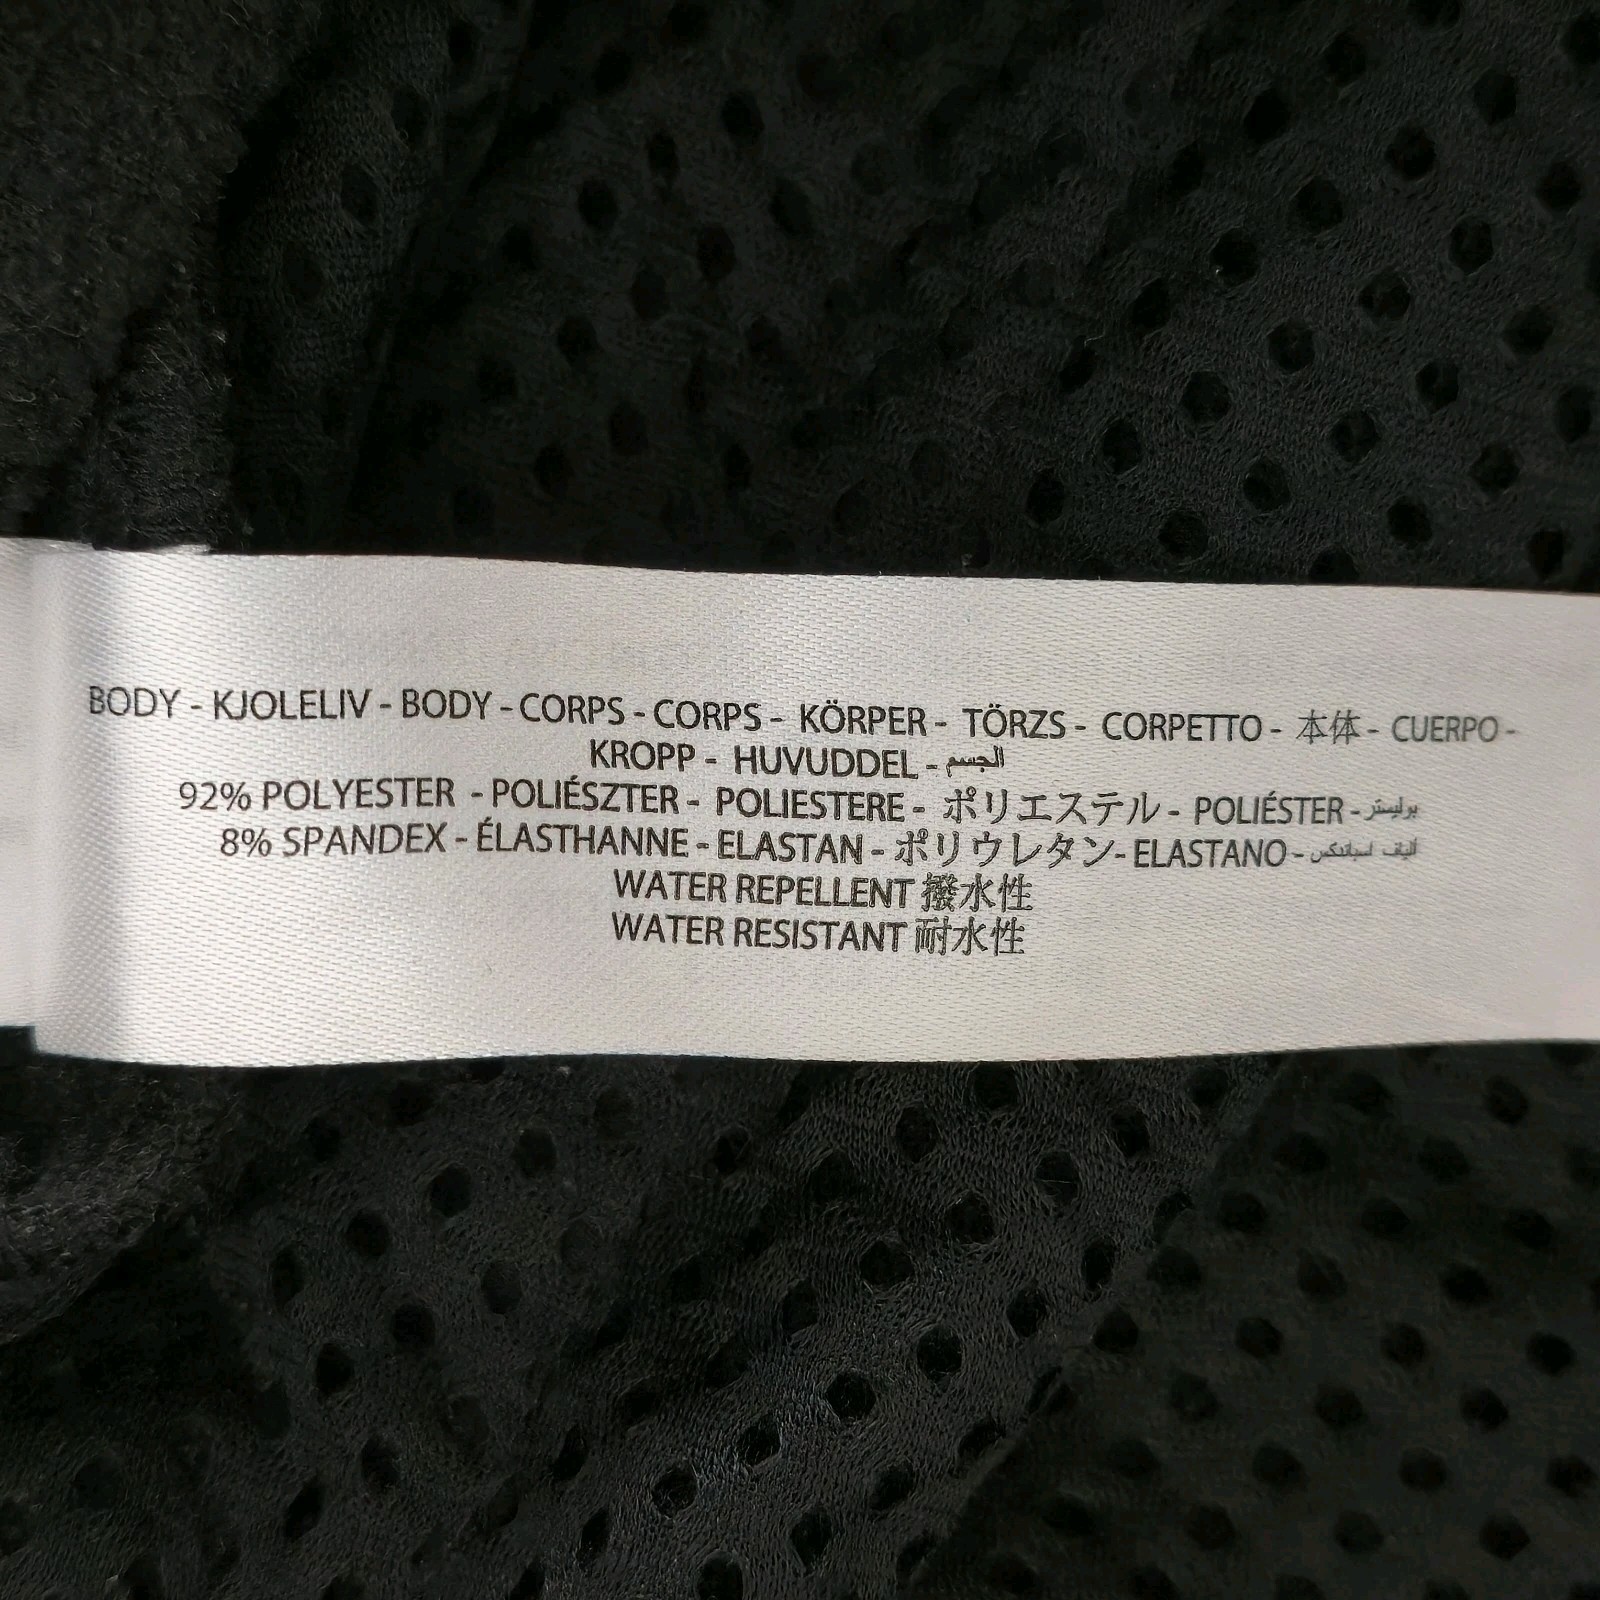 BODY - KJOLELIV - BODY - CORPS - CORPS - KÖRPER - TÖRZS - CORPETTO - 本体 - CUERPO -
KROPP - HUVUDDEL - الجسم
92% POLYESTER - POLIÉSZTER - POLIESTERE - ポリエステル - POLIÉSTER - بوليستر
8% SPANDEX - ÉLASTHANNE - ELASTAN - ポリウレタン- ELASTANO - ألياف اسباندكس
WATER REPELLENT 撥水性
WATER RESISTANT 耐水性